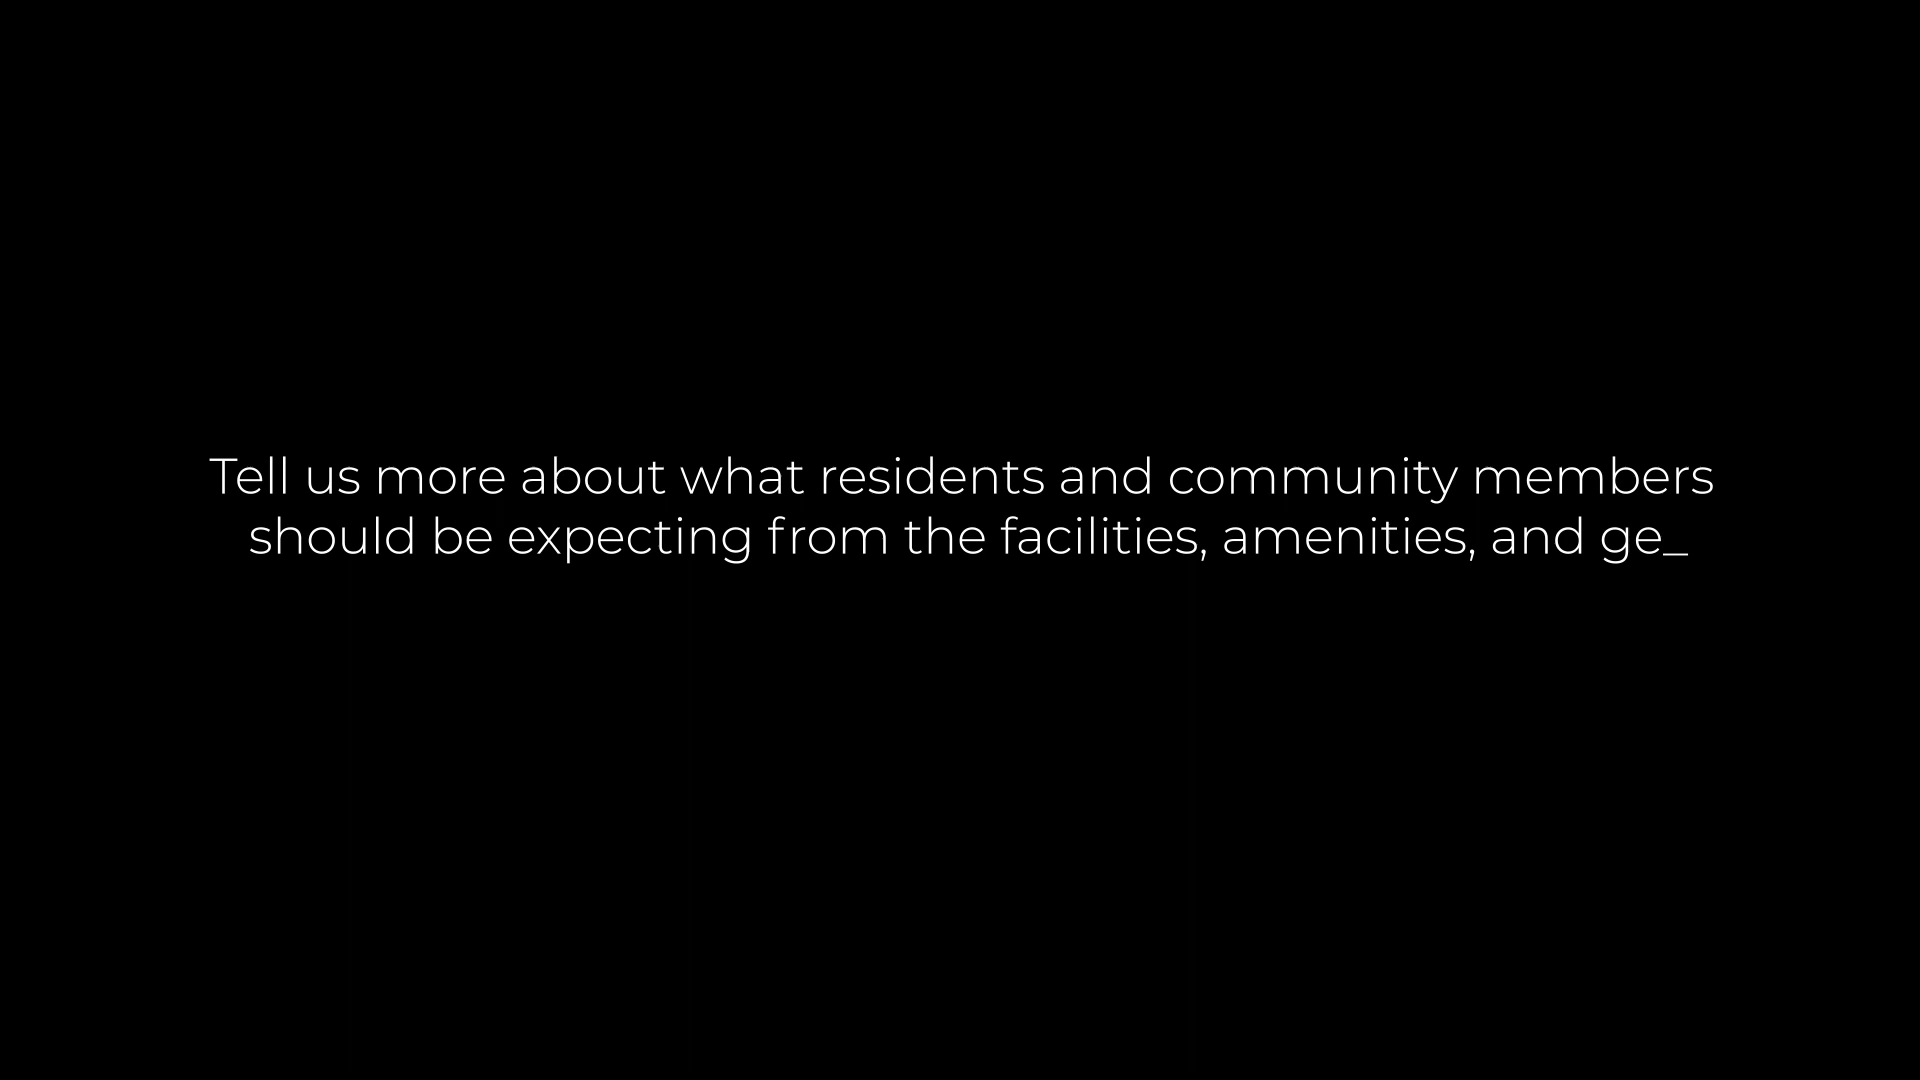 Tell us more about what residents and community members
should be expecting from the facilities, amenities, and ge_